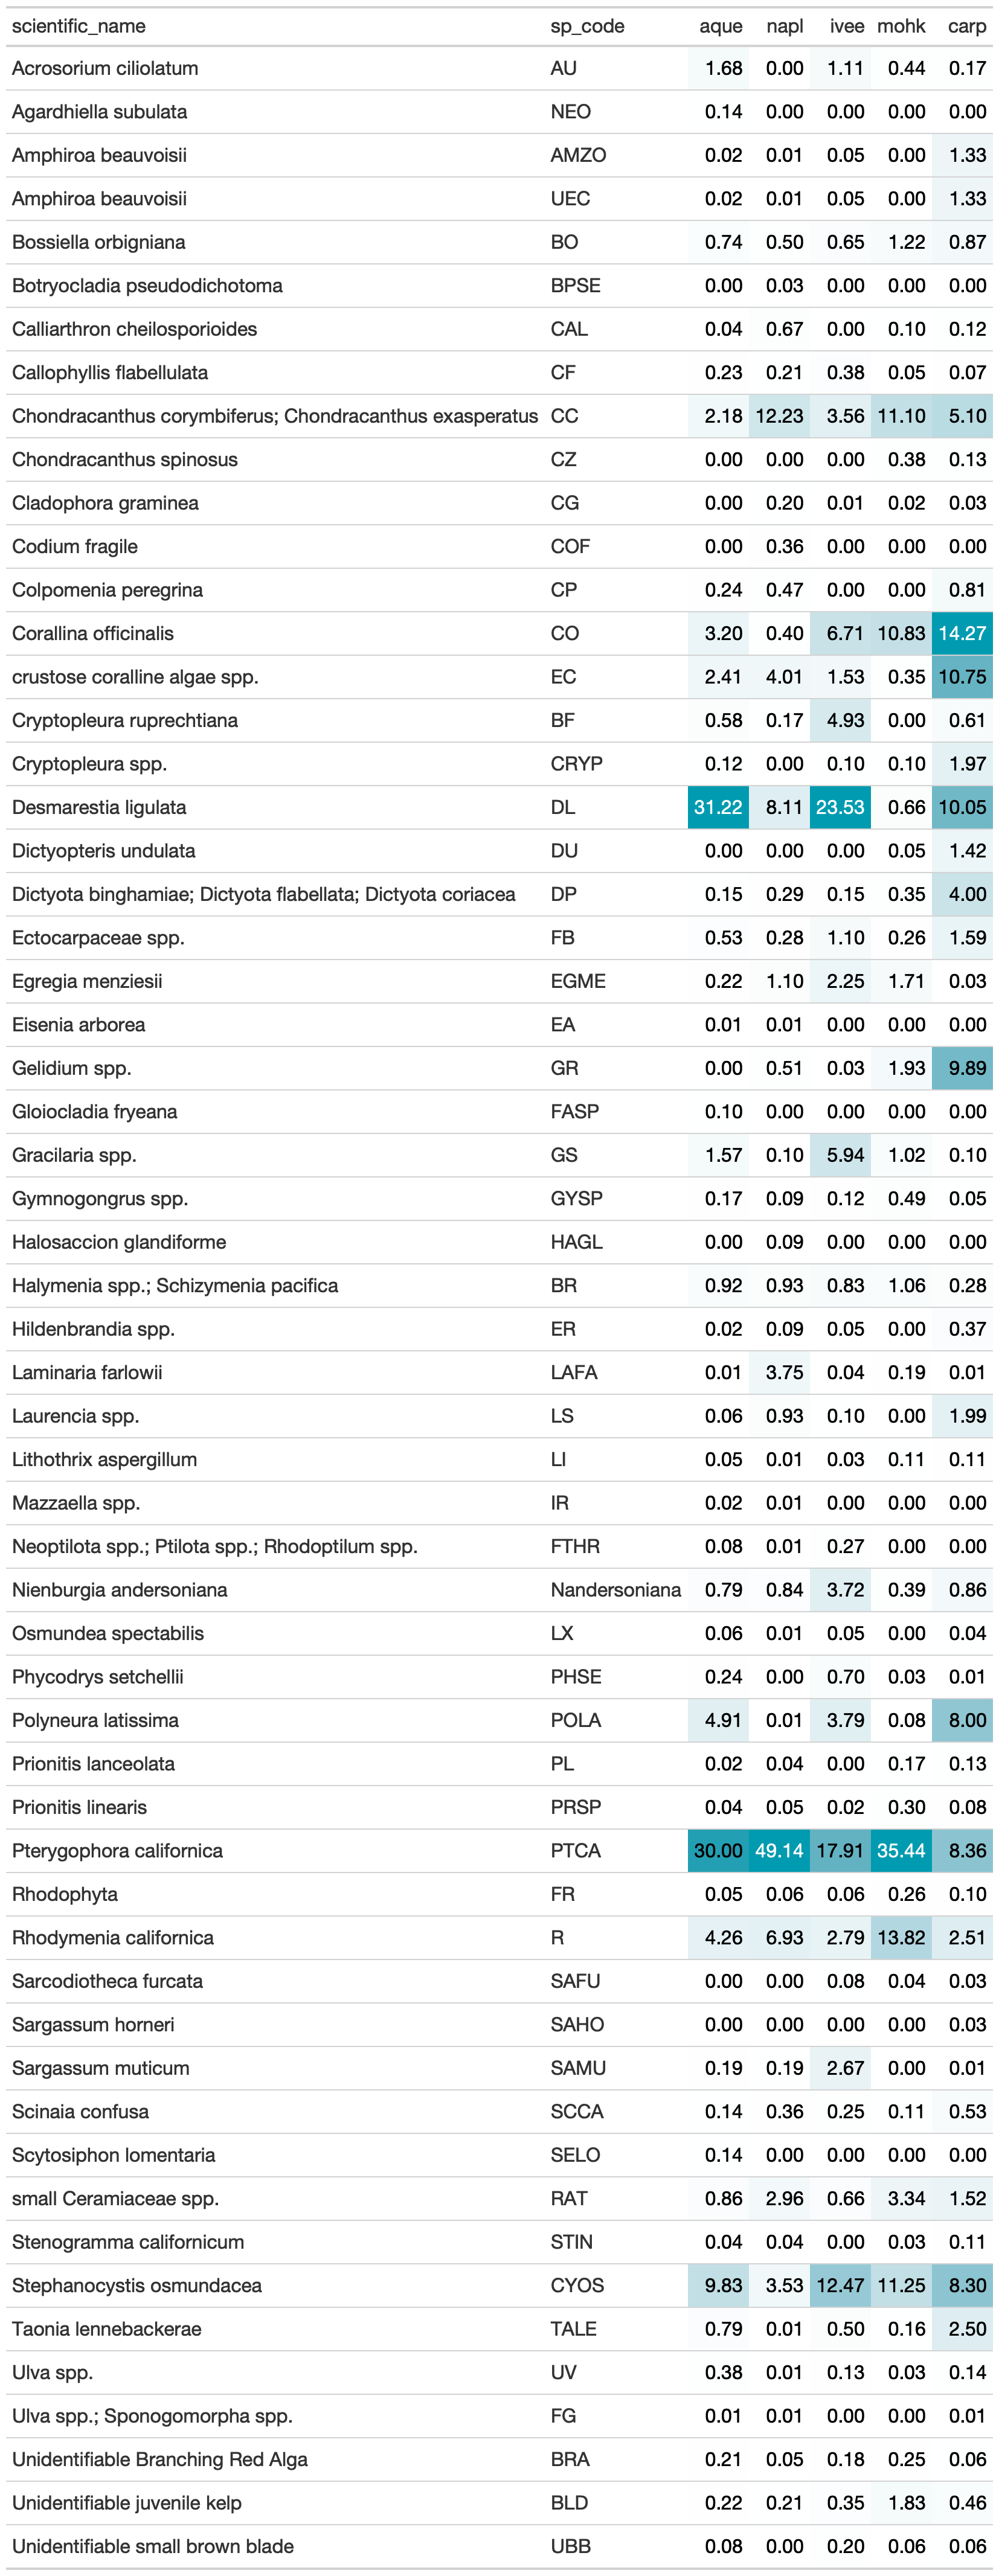 scientific_name sp_code aque napl ivee mohk carp
Acrosorium ciliolatum AU 1.68 0.00 1.11 0.44 0.17
Agardhiella subulata NEO 0.14 0.00 0.00 0.00 0.00
Amphiroa beauvoisii AMZO 0.02 0.01 0.05 0.00 1.33
Amphiroa beauvoisii UEC 0.02 0.01 0.05 0.00 1.33
Bossiella orbigniana BO 0.74 0.50 0.65 1.22 0.87
Botryocladia pseudodichotoma BPSE 0.00 0.03 0.00 0.00 0.00
Calliarthron cheilosporioides CAL 0.04 0.67 0.00 0.10 0.12
Callophyllis flabellulata CF 0.23 0.21 0.38 0.05 0.07
Chondracanthus corymbiferus; Chondracanthus exasperatus CC 2.18 12.23 3.56 11.10 5.10
Chondracanthus spinosus CZ 0.00 0.00 0.00 0.38 0.13
Cladophora graminea CG 0.00 0.20 0.01 0.02 0.03
Codium fragile COF 0.00 0.36 0.00 0.00 0.00
Colpomenia peregrina CP 0.24 0.47 0.00 0.00 0.81
Corallina officinalis CO 3.20 0.40 6.71 10.83 14.27
crustose coralline algae spp. EC 2.41 4.01 1.53 0.35 10.75
Cryptopleura ruprechtiana BF 0.58 0.17 4.93 0.00 0.61
Cryptopleura spp. CRYP 0.12 0.00 0.10 0.10 1.97
Desmarestia ligulata DL 31.22 8.11 23.53 0.66 10.05
Dictyopteris undulata DU 0.00 0.00 0.00 0.05 1.42
Dictyota binghamiae; Dictyota flabellata; Dictyota coriacea DP 0.15 0.29 0.15 0.35 4.00
Ectocarpaceae spp. FB 0.53 0.28 1.10 0.26 1.59
Egregia menziesii EGME 0.22 1.10 2.25 1.71 0.03
Eisenia arborea EA 0.01 0.01 0.00 0.00 0.00
Gelidium spp. GR 0.00 0.51 0.03 1.93 9.89
Gloiocladia fryeana FASP 0.10 0.00 0.00 0.00 0.00
Gracilaria spp. GS 1.57 0.10 5.94 1.02 0.10
Gymnogongrus spp. GYSP 0.17 0.09 0.12 0.49 0.05
Halosaccion glandiforme HAGL 0.00 0.09 0.00 0.00 0.00
Halymenia spp.; Schizymenia pacifica BR 0.92 0.93 0.83 1.06 0.28
Hildenbrandia spp. ER 0.02 0.09 0.05 0.00 0.37
Laminaria farlowii LAFA 0.01 3.75 0.04 0.19 0.01
Laurencia spp. LS 0.06 0.93 0.10 0.00 1.99
Lithothrix aspergillum LI 0.05 0.01 0.03 0.11 0.11
Mazzaella spp. IR 0.02 0.01 0.00 0.00 0.00
Neoptilota spp.; Ptilota spp.; Rhodoptilum spp. FTHR 0.08 0.01 0.27 0.00 0.00
Nienburgia andersoniana Nandersoniana 0.79 0.84 3.72 0.39 0.86
Osmundea spectabilis LX 0.06 0.01 0.05 0.00 0.04
Phycodrys setchellii PHSE 0.24 0.00 0.70 0.03 0.01
Polyneura latissima POLA 4.91 0.01 3.79 0.08 8.00
Prionitis lanceolata PL 0.02 0.04 0.00 0.17 0.13
Prionitis linearis PRSP 0.04 0.05 0.02 0.30 0.08
Pterygophora californica PTCA 30.00 49.14 17.91 35.44 8.36
Rhodophyta FR 0.05 0.06 0.06 0.26 0.10
Rhodymenia californica R 4.26 6.93 2.79 13.82 2.51
Sarcodiotheca furcata SAFU 0.00 0.00 0.08 0.04 0.03
Sargassum horneri SAHO 0.00 0.00 0.00 0.00 0.03
Sargassum muticum SAMU 0.19 0.19 2.67 0.00 0.01
Scinaia confusa SCCA 0.14 0.36 0.25 0.11 0.53
Scytosiphon lomentaria SELO 0.14 0.00 0.00 0.00 0.00
small Ceramiaceae spp. RAT 0.86 2.96 0.66 3.34 1.52
Stenogramma californicum STIN 0.04 0.04 0.00 0.03 0.11
Stephanocystis osmundacea CYOS 9.83 3.53 12.47 11.25 8.30
Taonia lennebackerae TALE 0.79 0.01 0.50 0.16 2.50
Ulva spp. UV 0.38 0.01 0.13 0.03 0.14
Ulva spp.; Sponogomorpha spp. FG 0.01 0.01 0.00 0.00 0.01
Unidentifiable Branching Red Alga BRA 0.21 0.05 0.18 0.25 0.06
Unidentifiable juvenile kelp BLD 0.22 0.21 0.35 1.83 0.46
Unidentifiable small brown blade UBB 0.08 0.00 0.20 0.06 0.06